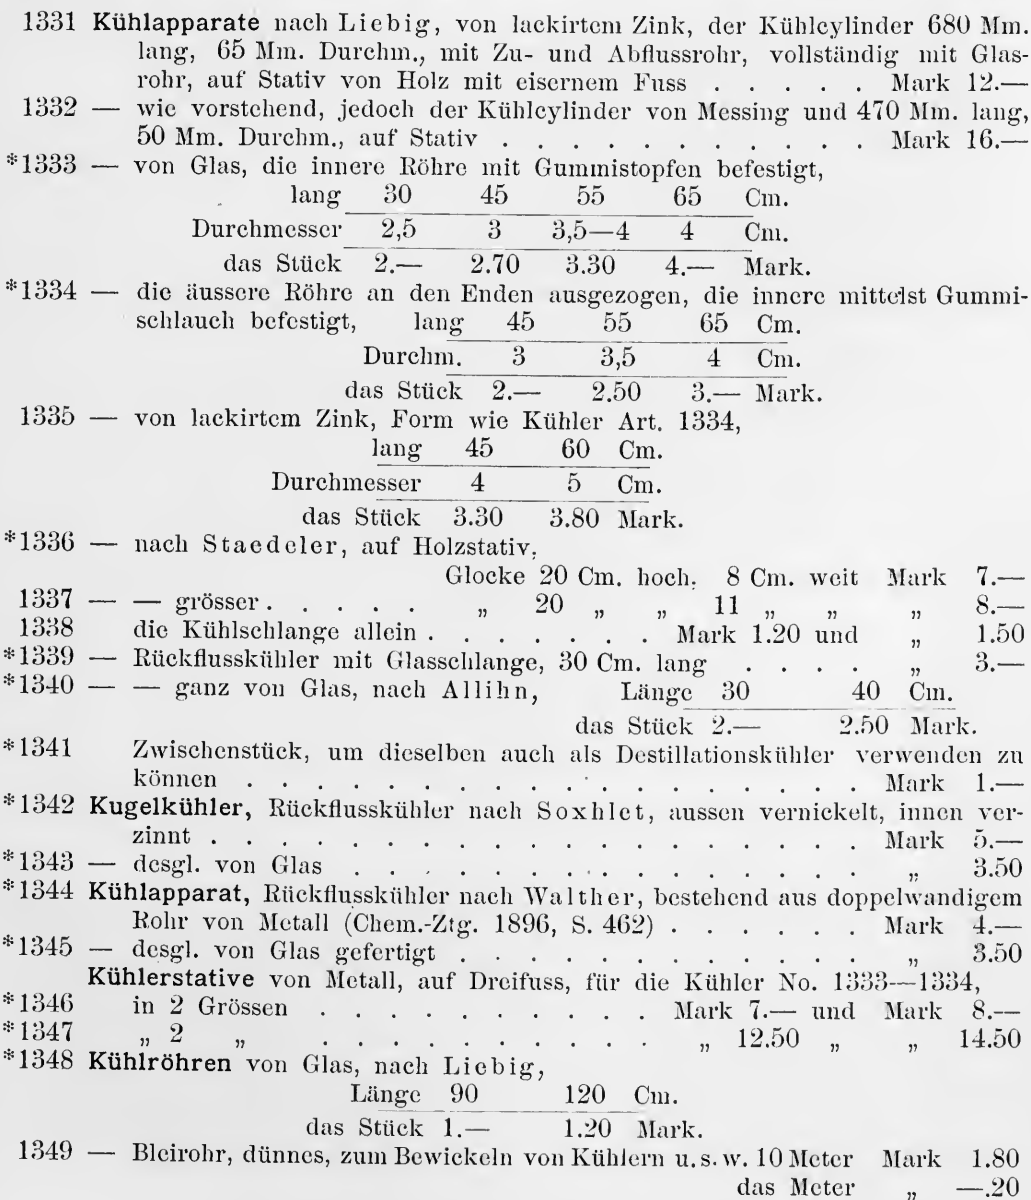 1331 Kühlapparate nach Liebig, von lackirtem Zink, der Kühlcylinder 680 Mm.
lang, 65 Mm. Durchm., mit Zu- und Abflussrohr, vollständig mit Glas-
rohr, auf Stativ von Holz mit eisernem Fuss . . . . . Mark 12.—
1332 — wie vorstehend, jedoch der Kühlcylinder von Messing und 470 Mm. lang,
50 Mm. Durchm., auf Stativ . . . . . . . . . . . Mark 16.—
*1333 — von Glas, die innere Röhre mit Gummistopfen befestigt,
lang 30 45 55 65 Cm.
Durchmesser 2,5 3 3,5—4 4 Cm.
das Stück 2.— 2.70 3.30 4.— Mark.
*1334 — die äussere Röhre an den Enden ausgezogen, die innere mittelst Gummi-
schlauch befestigt, lang 45 55 65 Cm.
Durchm. 3 3,5 4 Cm.
das Stück 2.— 2.50 3.— Mark.
1335 — von lackirtem Zink, Form wie Kühler Art. 1334,
lang 45 60 Cm.
Durchmesser 4 5 Cm.
das Stück 3.30 3.80 Mark.
*1336 — nach Staedeler, auf Holzstativ,
Glocke 20 Cm. hoch, 8 Cm. weit Mark 7.—
1337 — — grösser . . . . . „ 20 „ „ 11 „ „ „ 8.—
1338 die Kühlschlange allein . . . . . . . Mark 1.20 und „ 1.50
*1339 — Rückflusskühler mit Glasschlange, 30 Cm. lang . . . . „ 3.—
*1340 — — ganz von Glas, nach Allihn, Länge 30 40 Cm.
das Stück 2.— 2.50 Mark.
*1341 Zwischenstück, um dieselben auch als Destillationskühler verwenden zu
können . . . . . . . . . . . . . . . . . Mark 1.—
*1342 Kugelkühler, Rückflusskühler nach Soxhlet, aussen vernickelt, innen ver-
zinnt . . . . . . . . . . . . . . . . . . Mark 5.—
*1343 — desgl. von Glas . . . . . . . . . . . . . „ 3.50
*1344 Kühlapparat, Rückflusskühler nach Walther, bestehend aus doppelwandigem
Rohr von Metall (Chem.-Ztg. 1896, S. 462) . . . . . . Mark 4.—
*1345 — desgl. von Glas gefertigt . . . . . . . . . . „ 3.50
Kühlerstative von Metall, auf Dreifuss, für die Kühler No. 1333—1334,
*1346 in 2 Grössen . . . . . . . . . . Mark 7.— und Mark 8.—
*1347 „ 2 „ . . . . . . . . . . „ 12.50 „ „ 14.50
*1348 Kühlröhren von Glas, nach Liebig,
Länge 90 120 Cm.
das Stück 1.— 1.20 Mark.
1349 — Bleirohr, dünnes, zum Bewickeln von Kühlern u. s. w. 10 Meter Mark 1.80
das Meter „ —.20